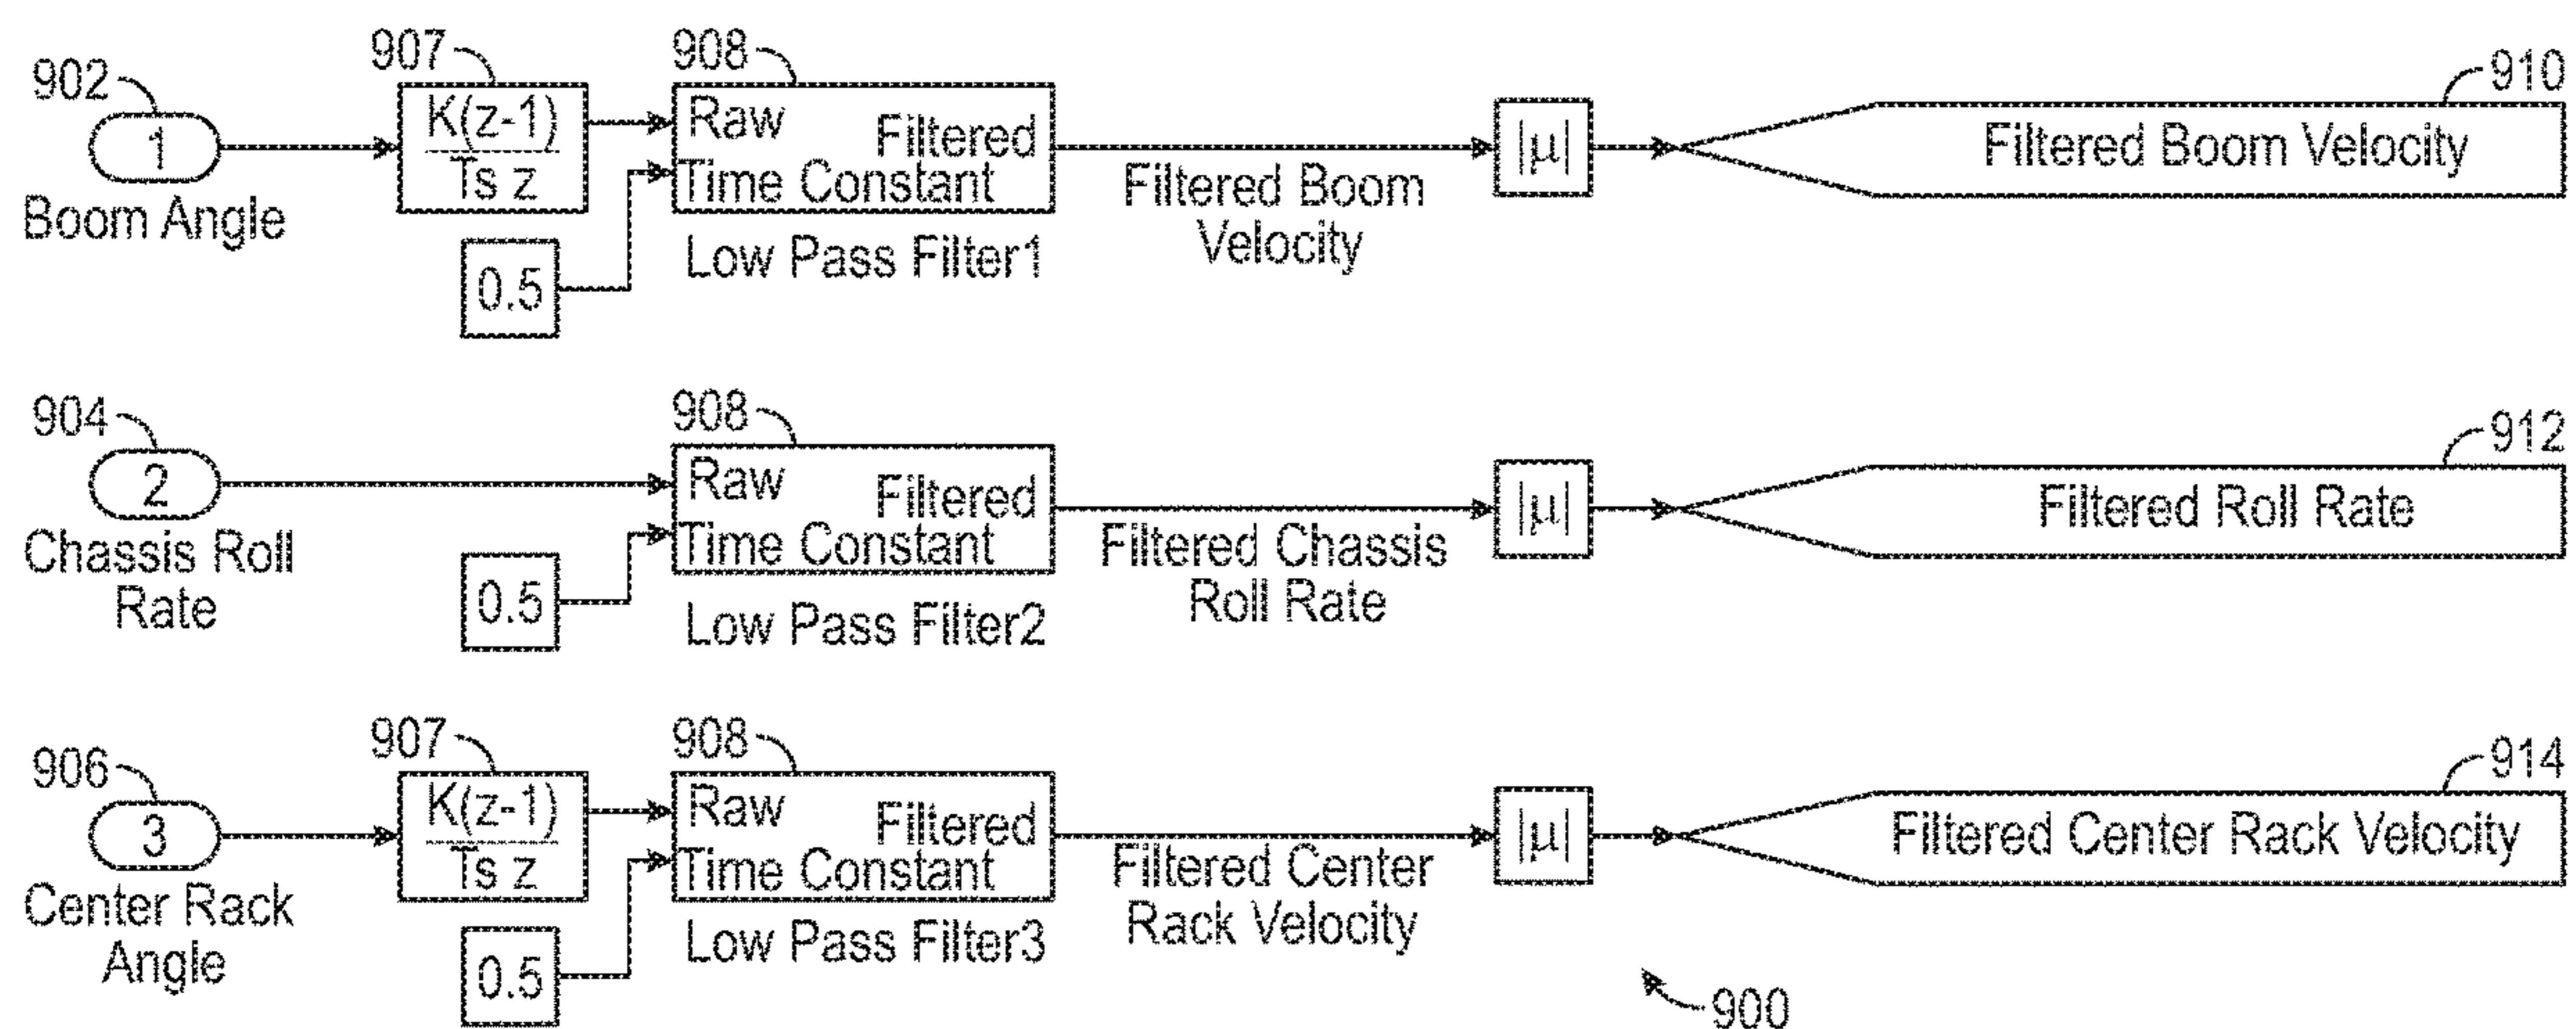 907
908
902
910
1
K(z-1)
Ts z
Raw
Filtered
Time Constant
Filtered Boom
Velocity
|μ|
Filtered Boom Velocity
Boom Angle
Low Pass Filter1
0.5
904
908
912
2
Raw
Filtered
Time Constant
Filtered Chassis
Roll Rate
|μ|
Filtered Roll Rate
Chassis Roll
Rate
0.5
Low Pass Filter2
906
907
908
914
3
K(z-1)
Ts z
Raw
Filtered
Time Constant
Filtered Center
Rack Velocity
|μ|
Filtered Center Rack Velocity
Center Rack
Angle
Low Pass Filter3
0.5
900